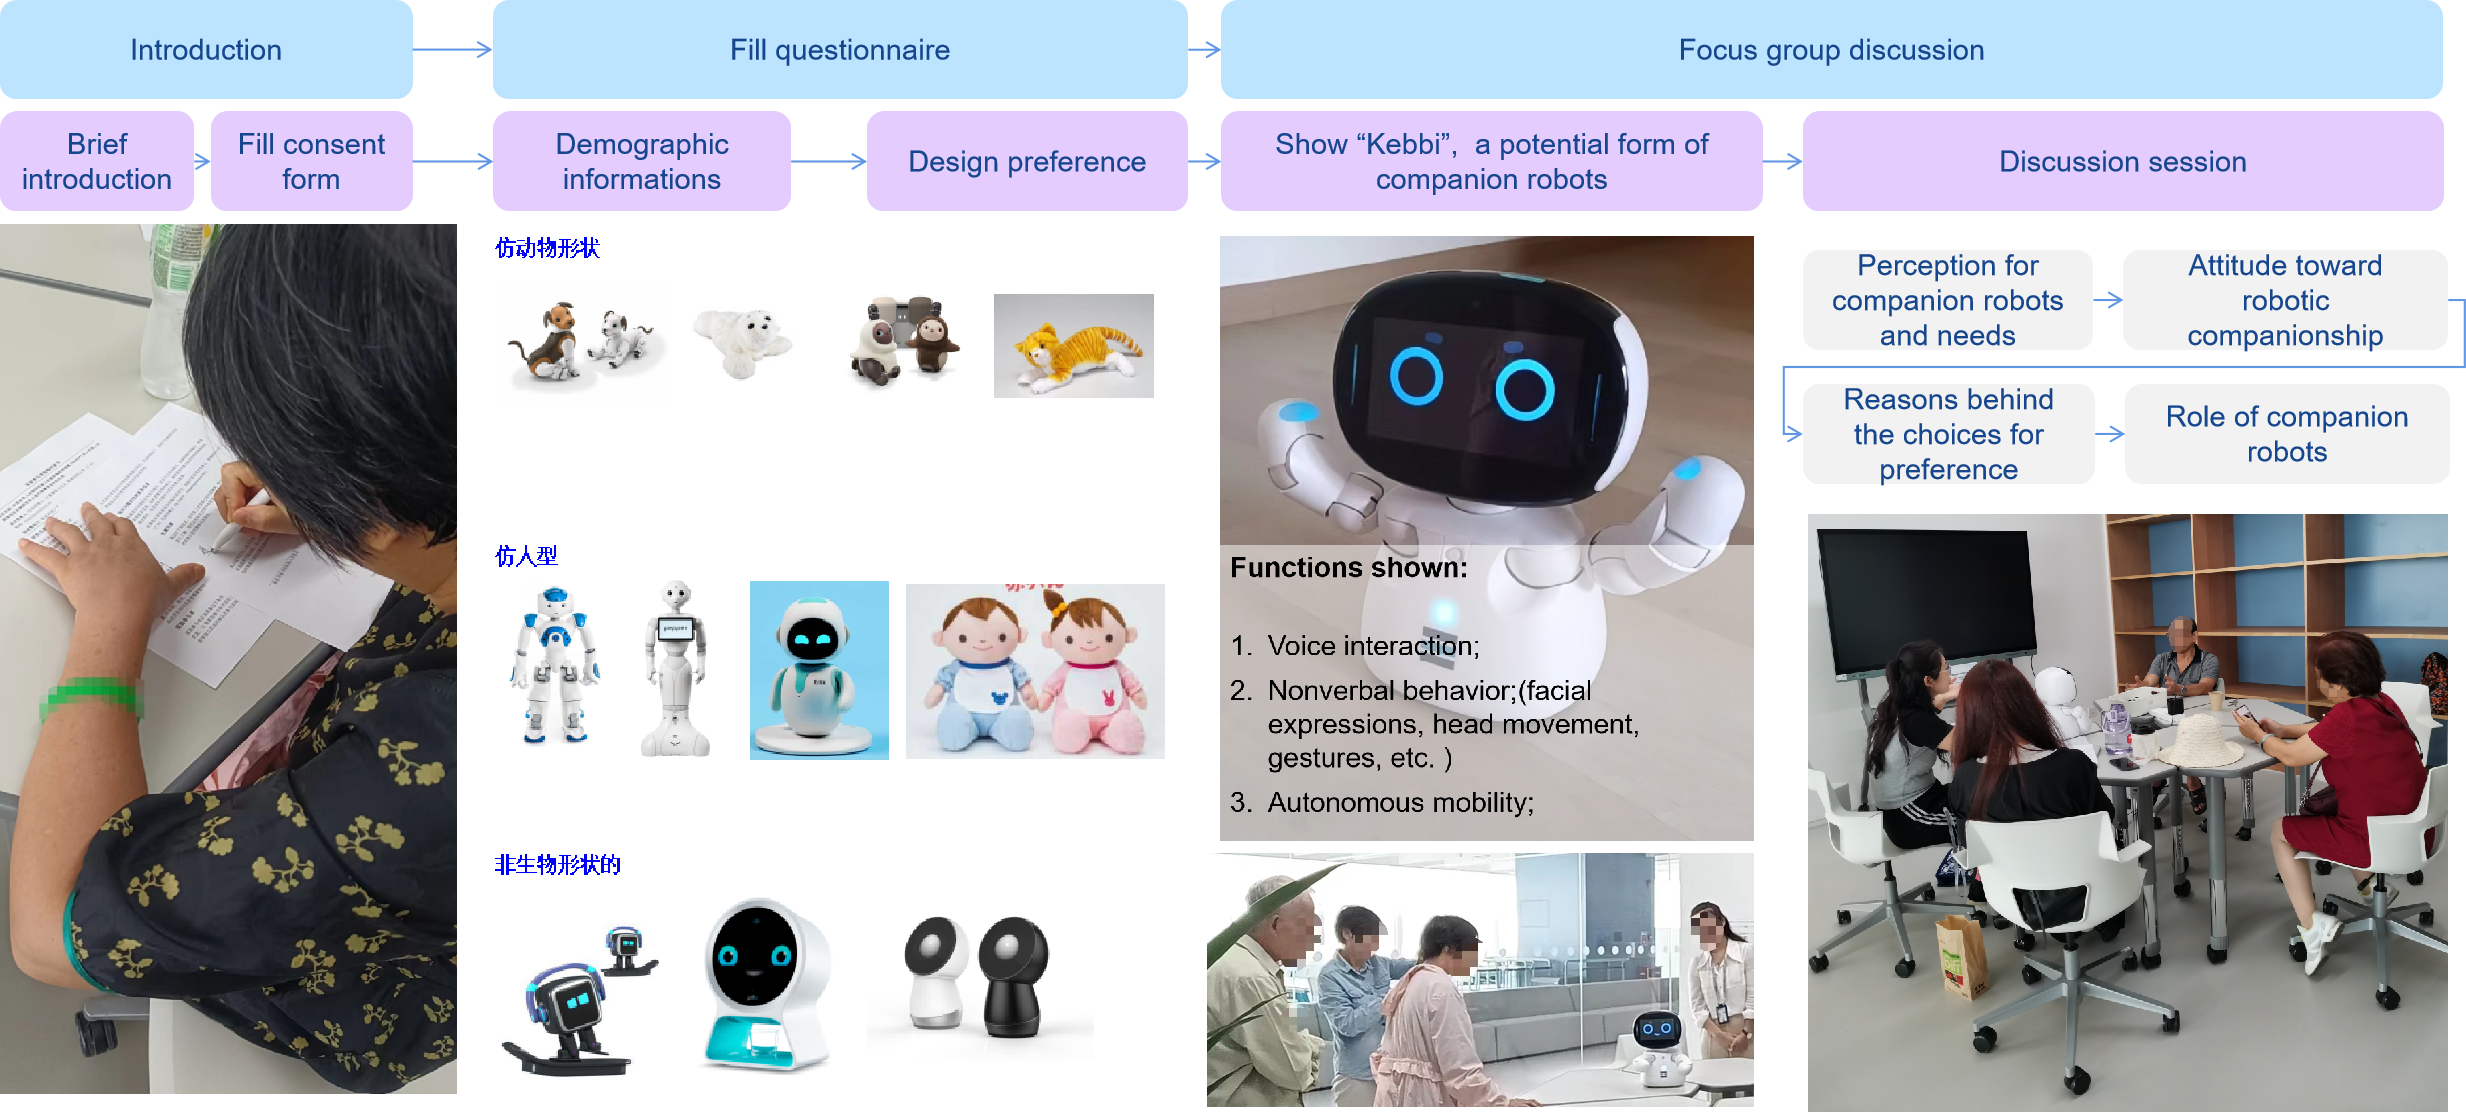 Introduction
Fill questionnaire
Focus group discussion
Brief
introduction
Fill consent
form
Demographic
informations
Design preference
Show “Kebbi”, a potential form of
companion robots
Discussion session
仿动物形状
仿人型
pepper
非生物形状的
Functions shown:
1. Voice interaction;
2. Nonverbal behavior;(facial
expressions, head movement,
gestures, etc. )
3. Autonomous mobility;
Perception for
companion robots
and needs
Attitude toward
robotic
companionship
Reasons behind
the choices for
preference
Role of companion
robots